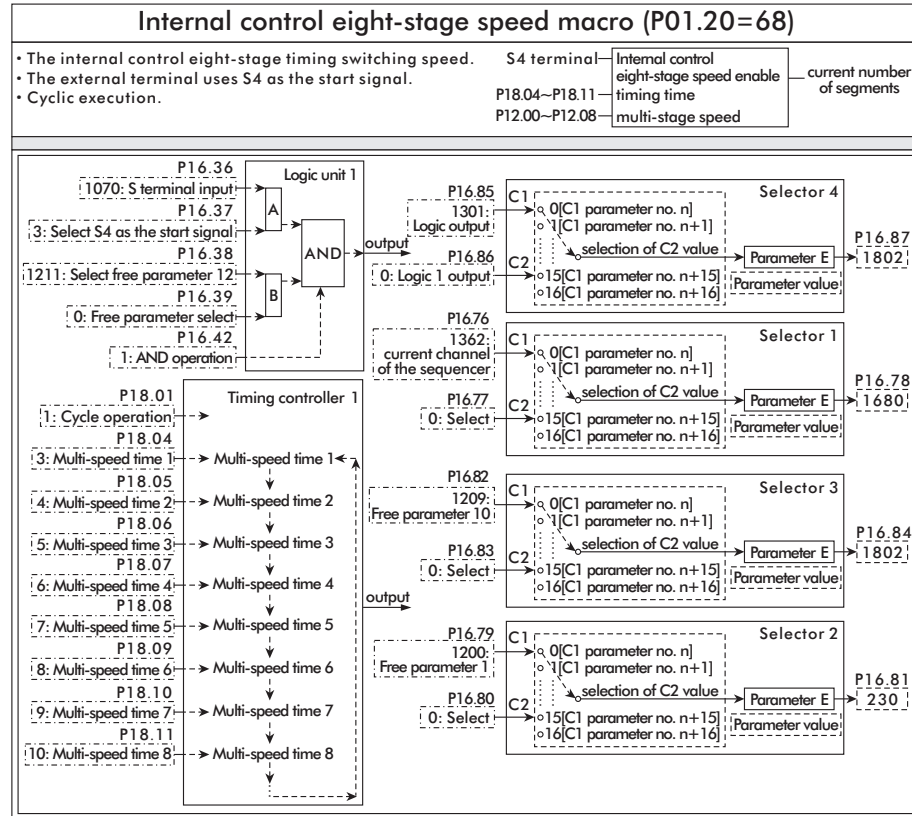 Internal control eight-stage speed macro (P01.20=68)
• The internal control eight-stage timing switching speed.
• The external terminal uses S4 as the start signal.
• Cyclic execution.
S4 terminal
Internal control
eight-stage speed enable
P18.04~P18.11
timing time
P12.00~P12.08
multi-stage speed
current number
of segments
P16.36
1070: S terminal input
P16.37
3: Select S4 as the start signal
P16.38
1211: Select free parameter 12
P16.39
0: Free parameter select
P16.42
1: AND operation
Logic unit 1
A
B
AND
output
P18.01
1: Cycle operation
P18.04
3: Multi-speed time 1
P18.05
4: Multi-speed time 2
P18.06
5: Multi-speed time 3
P18.07
6: Multi-speed time 4
P18.08
7: Multi-speed time 5
P18.09
8: Multi-speed time 6
P18.10
9: Multi-speed time 7
P18.11
10: Multi-speed time 8
Timing controller 1
Multi-speed time 1
Multi-speed time 2
Multi-speed time 3
Multi-speed time 4
Multi-speed time 5
Multi-speed time 6
Multi-speed time 7
Multi-speed time 8
output
P16.85
1301:
Logic output
P16.86
0: Logic 1 output
C1
C2
Selector 4
0[C1 parameter no. n]
1[C1 parameter no. n+1]
selection of C2 value
15[C1 parameter no. n+15]
16[C1 parameter no. n+16]
Parameter E
Parameter value
P16.87
1802
P16.76
1362:
current channel
of the sequencer
P16.77
0: Select
C1
C2
Selector 1
0[C1 parameter no. n]
1[C1 parameter no. n+1]
selection of C2 value
15[C1 parameter no. n+15]
16[C1 parameter no. n+16]
Parameter E
Parameter value
P16.78
1680
P16.82
1209:
Free parameter 10
P16.83
0: Select
C1
C2
Selector 3
0[C1 parameter no. n]
1[C1 parameter no. n+1]
selection of C2 value
15[C1 parameter no. n+15]
16[C1 parameter no. n+16]
Parameter E
Parameter value
P16.84
1802
P16.79
1200:
Free parameter 1
P16.80
0: Select
C1
C2
Selector 2
0[C1 parameter no. n]
1[C1 parameter no. n+1]
selection of C2 value
15[C1 parameter no. n+15]
16[C1 parameter no. n+16]
Parameter E
Parameter value
P16.81
230